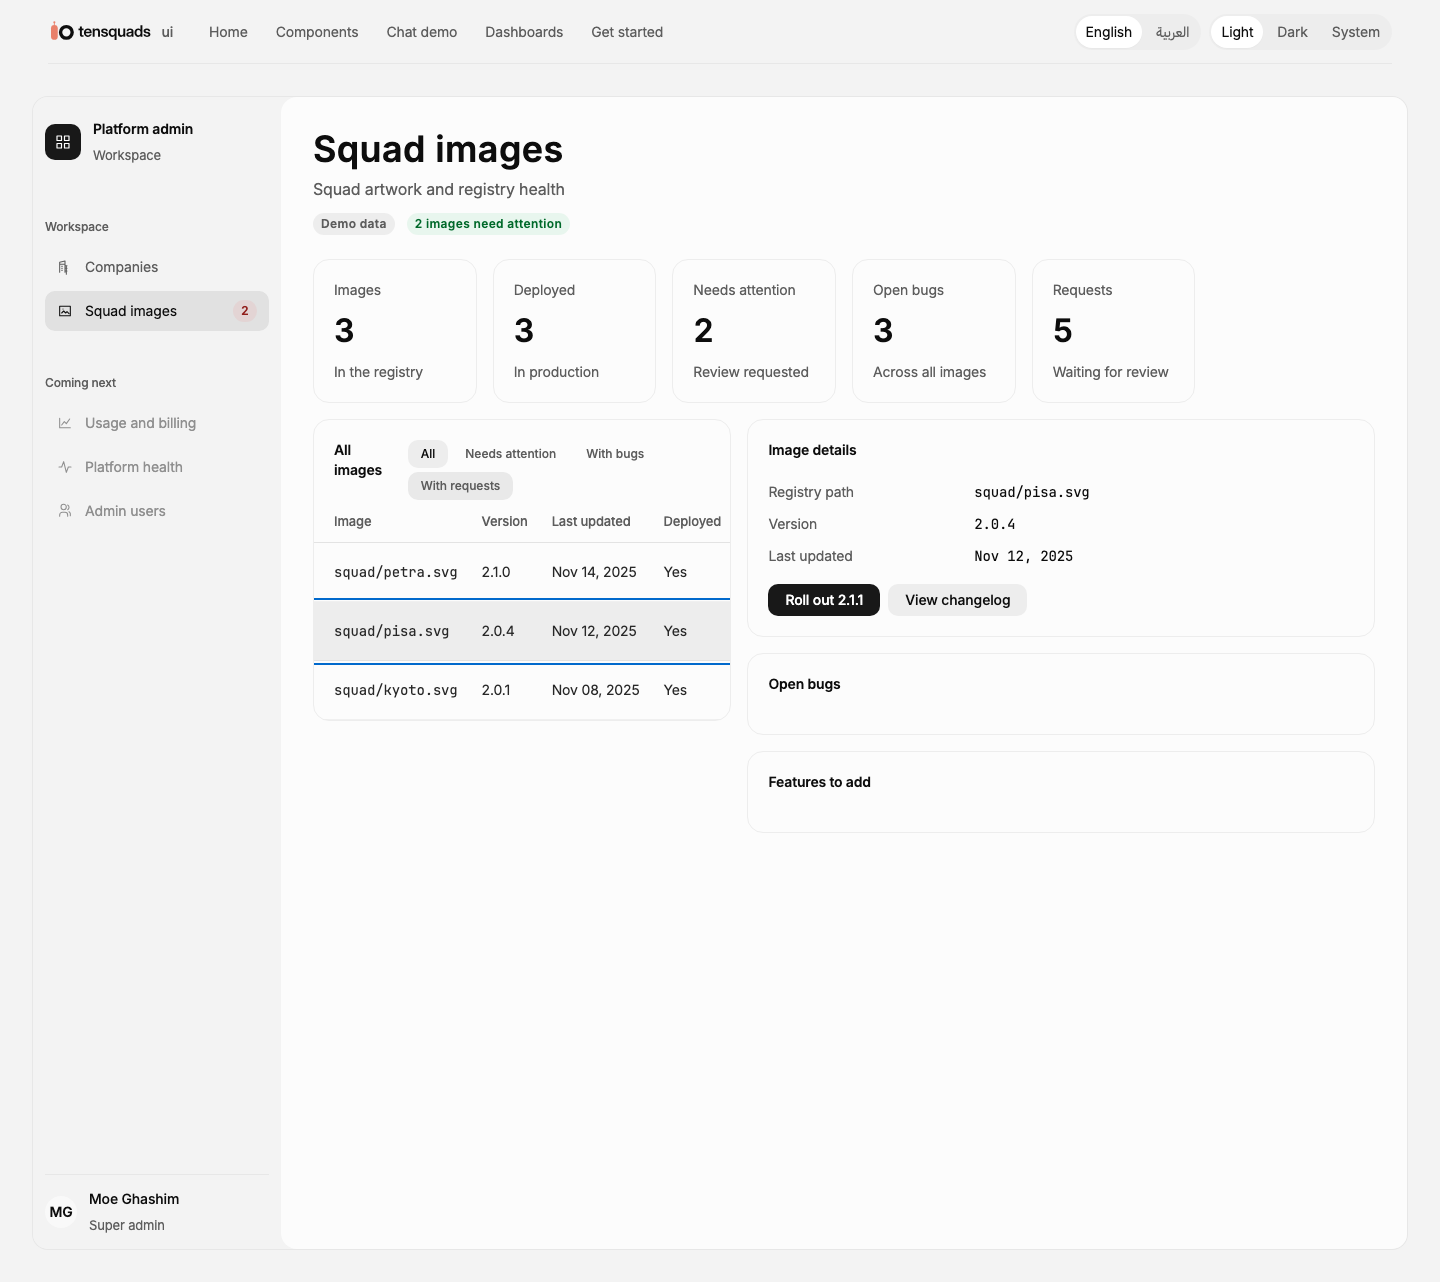 tensquads ui Home Components Chat demo Dashboards Get started English العربية Light Dark System
Platform admin
Workspace
Workspace
Companies
Squad images 2
Coming next
Usage and billing
Platform health
Admin users
MG
Moe Ghashim
Super admin
Squad images
Squad artwork and registry health
Demo data 2 images need attention
Images
3
In the registry
Deployed
3
In production
Needs attention
2
Review requested
Open bugs
3
Across all images
Requests
5
Waiting for review
All
images
All Needs attention With bugs
With requests
Image Version Last updated Deployed
squad/petra.svg 2.1.0 Nov 14, 2025 Yes
squad/pisa.svg 2.0.4 Nov 12, 2025 Yes
squad/kyoto.svg 2.0.1 Nov 08, 2025 Yes
Image details
Registry path squad/pisa.svg
Version 2.0.4
Last updated Nov 12, 2025
Roll out 2.1.1 View changelog
Open bugs
Features to add